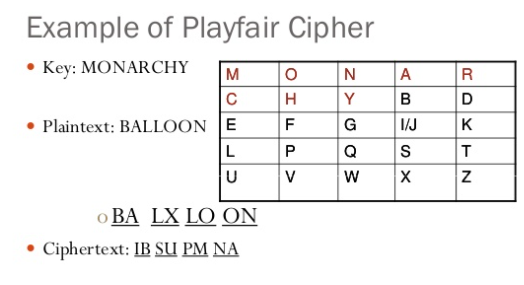 Example of Playfair Cipher
• Key: MONARCHY
• Plaintext: BALLOON
M O N A R
C H Y B D
E F G I/J K
L P Q S T
U V W X Z
o BA LX LO ON
• Ciphertext: IB SU PM NA